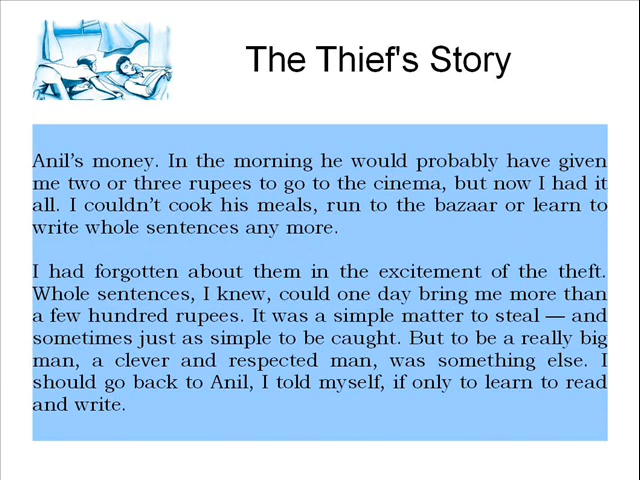 The Thief's Story
Anil's money. In the morning he would probably have given
me two or three rupees to go to the cinema, but now I had it
all. I couldn't cook his meals, run to the bazaar or learn to
write whole sentences any more.
I had forgotten about them in the excitement of the theft.
Whole sentences, I knew, could one day bring me more than
a few hundred rupees. It was a simple matter to steal — and
sometimes just as simple to be caught. But to be a really big
man, a clever and respected man, was something else. I
should go back to Anil, I told myself, if only to learn to read
and write.